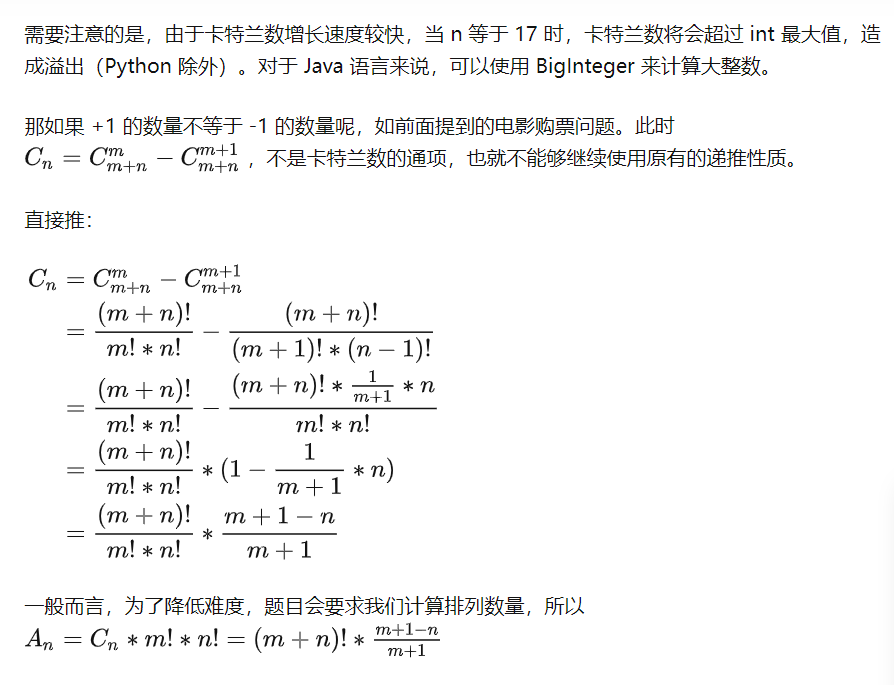 需要注意的是，由于卡特兰数增长速度较快，当 n 等于 17 时，卡特兰数将会超过 int 最大值，造
成溢出（Python 除外）。对于 Java 语言来说，可以使用 BigInteger 来计算大整数。
那如果 +1 的数量不等于 -1 的数量呢，如前面提到的电影购票问题。此时
$C_n = C_{m+n}^{m} - C_{m+n}^{m+1}$ ，不是卡特兰数的通项，也就不能够继续使用原有的递推性质。
直接推：
$C_n = C_{m+n}^{m} - C_{m+n}^{m+1}$
$= \frac{(m+n)!}{m! * n!} - \frac{(m+n)!}{(m+1)! * (n-1)!}$
$= \frac{(m+n)!}{m! * n!} - \frac{(m+n)! * \frac{1}{m+1} * n}{m! * n!}$
$= \frac{(m+n)!}{m! * n!} * (1 - \frac{1}{m+1} * n)$
$= \frac{(m+n)!}{m! * n!} * \frac{m+1-n}{m+1}$
一般而言，为了降低难度，题目会要求我们计算排列数量，所以
$A_n = C_n * m! * n! = (m+n)! * \frac{m+1-n}{m+1}$